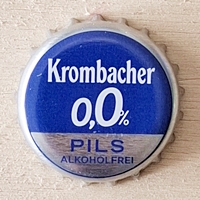 Krombacher
0,0%
PILS
ALKOHOLFREI